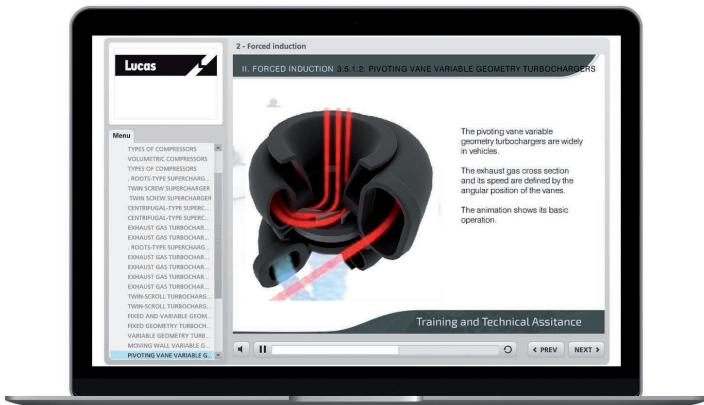 Lucas
2 - Forced induction
II. FORCED INDUCTION 3.5.1.2. PIVOTING VANE VARIABLE GEOMETRY TURBOCHARGERS
The pivoting vane variable
geometry turbochargers are widely
in vehicles.
The exhaust gas cross section
and its speed are defined by the
angular position of the vanes.
The animation shows its basic
operation.
Menu
TYPES OF COMPRESSORS
VOLUMETRIC COMPRESSORS
TYPES OF COMPRESSORS
. ROOTS-TYPE SUPERCHARG...
TWIN SCREW SUPERCHARGER
TWIN SCREW SUPERCHARGER
CENTRIFUGAL-TYPE SUPERC...
CENTRIFUGAL-TYPE SUPERC...
EXHAUST GAS TURBOCHAR...
EXHAUST GAS TURBOCHAR...
. ROOTS-TYPE SUPERCHARG...
EXHAUST GAS TURBOCHAR...
EXHAUST GAS TURBOCHAR...
EXHAUST GAS TURBOCHAR...
EXHAUST GAS TURBOCHAR...
TWIN-SCROLL TURBOCHARG...
TWIN-SCROLL TURBOCHARG...
FIXED AND VARIABLE GEOM...
FIXED GEOMETRY TURBOCH...
VARIABLE GEOMETRY TURB...
MOVING WALL VARIABLE G...
PIVOTING VANE VARIABLE G...
Training and Technical Assitance
< PREV
NEXT >